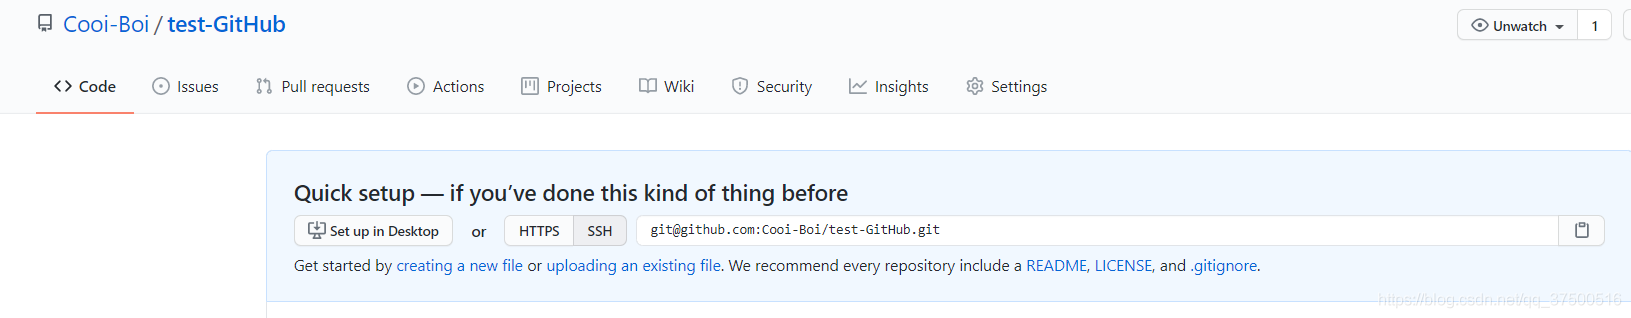 Cooi-Boi / test-GitHub
Unwatch 1
Code Issues Pull requests Actions Projects Wiki Security Insights Settings
Quick setup — if you’ve done this kind of thing before
Set up in Desktop or HTTPS SSH git@github.com:Cooi-Boi/test-GitHub.git
Get started by creating a new file or uploading an existing file. We recommend every repository include a README, LICENSE, and .gitignore.
https://blog.csdn.net/qq_37500516